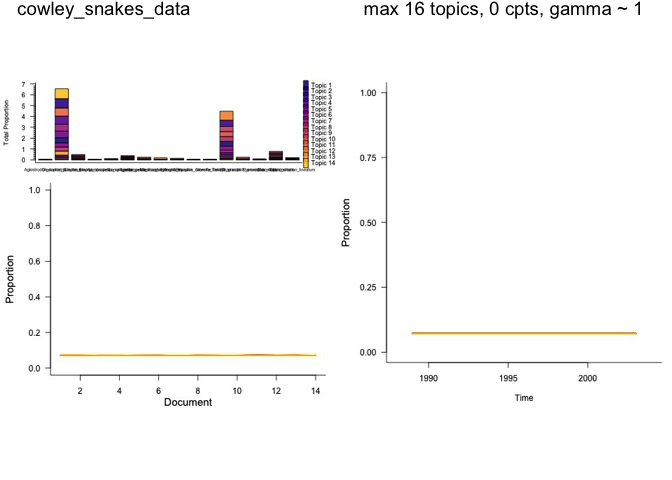 cowley_snakes_data
max 16 topics, 0 cpts, gamma ~ 1
Total Proportion
7
6
5
4
3
2
1
0
Topic 1
Topic 2
Topic 3
Topic 4
Topic 5
Topic 6
Topic 7
Topic 8
Topic 9
Topic 10
Topic 11
Topic 12
Topic 13
Topic 14
Proportion
1.0
0.8
0.6
0.4
0.2
0.0
2
4
6
8
10
12
14
Document
Proportion
1.00
0.75
0.50
0.25
0.00
1990
1995
2000
Time